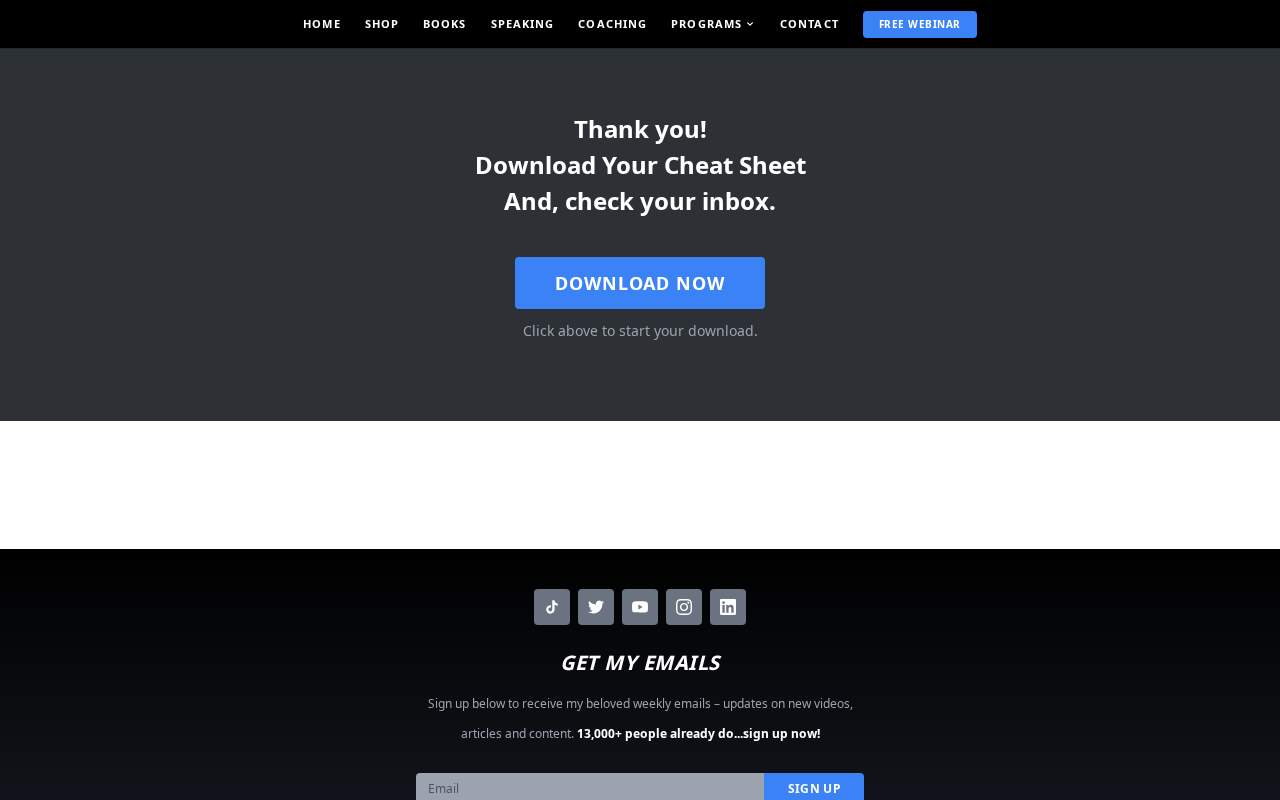 HOME SHOP BOOKS SPEAKING COACHING PROGRAMS CONTACT FREE WEBINAR
Thank you!
Download Your Cheat Sheet
And, check your inbox.
DOWNLOAD NOW
Click above to start your download.
GET MY EMAILS
Sign up below to receive my beloved weekly emails – updates on new videos,
articles and content. 13,000+ people already do...sign up now!
Email SIGN UP